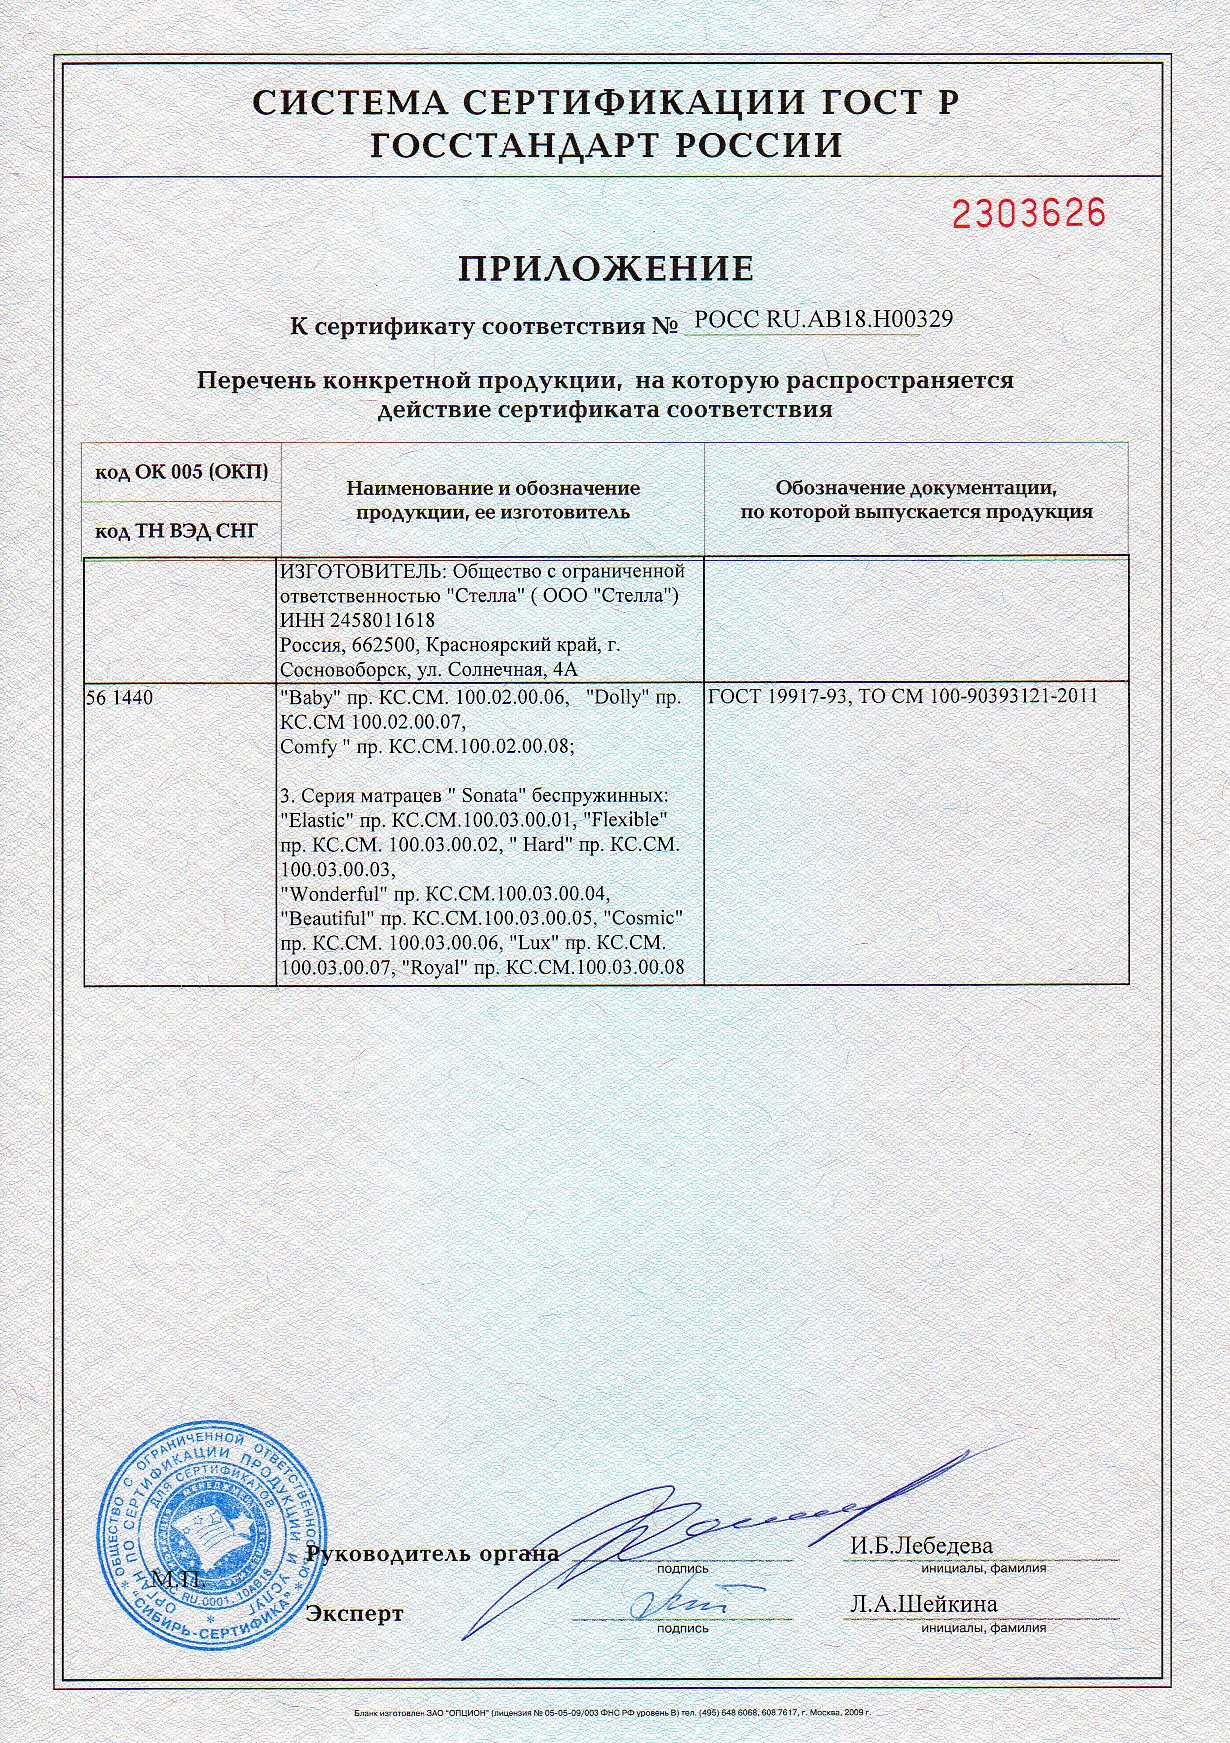 СИСТЕМА СЕРТИФИКАЦИИ ГОСТ Р
ГОССТАНДАРТ РОССИИ
2303626
ПРИЛОЖЕНИЕ
К сертификату соответствия № РОСС RU.АВ18.Н00329
Перечень конкретной продукции, на которую распространяется
действие сертификата соответствия
код ОК 005 (ОКП)
код ТН ВЭД СНГ
Наименование и обозначение
продукции, ее изготовитель
Обозначение документации,
по которой выпускается продукция
ИЗГОТОВИТЕЛЬ: Общество с ограниченной
ответственностью "Стелла" ( ООО "Стелла")
ИНН 2458011618
Россия, 662500, Красноярский край, г.
Сосновоборск, ул. Солнечная, 4А
56 1440
"Baby" пр. КС.СМ. 100.02.00.06, "Dolly" пр.
КС.СМ 100.02.00.07,
Comfy " пр. КС.СМ.100.02.00.08;
3. Серия матрацев " Sonata" беспружинных:
"Elastic" пр. КС.СМ.100.03.00.01, "Flexible"
пр. КС.СМ. 100.03.00.02, " Hard" пр. КС.СМ.
100.03.00.03,
"Wonderful" пр. КС.СМ.100.03.00.04,
"Beautiful" пр. КС.СМ.100.03.00.05, "Cosmic"
пр. КС.СМ. 100.03.00.06, "Lux" пр. КС.СМ.
100.03.00.07, "Royal" пр. КС.СМ.100.03.00.08
ГОСТ 19917-93, ТО СМ 100-90393121-2011
ОБЩЕСТВО С ОГРАНИЧЕННОЙ ОТВЕТСТВЕННОСТЬЮ
"СИБИРЬ-СЕРТИФИКА"
ОРГАН ПО СЕРТИФИКАЦИИ ПРОДУКЦИИ И УСЛУГ
ДЛЯ СЕРТИФИКАТОВ
RU.0001.10АВ18
М.П.
Руководитель органа
подпись
И.Б.Лебедева
инициалы, фамилия
Эксперт
подпись
Л.А.Шейкина
инициалы, фамилия
Бланк изготовлен ЗАО "ОПЦИОН" (лицензия № 05-05-09/003 ФНС РФ уровень В) тел. (495) 648 6068, 608 7617, г. Москва, 2009 г.